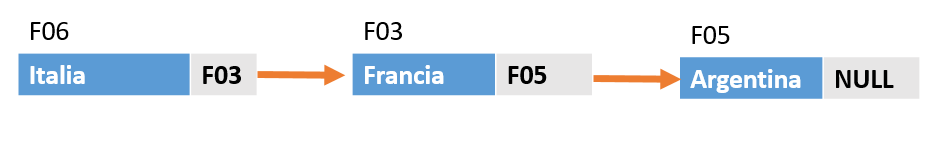 F06
Italia F03
F03
Francia F05
F05
Argentina NULL